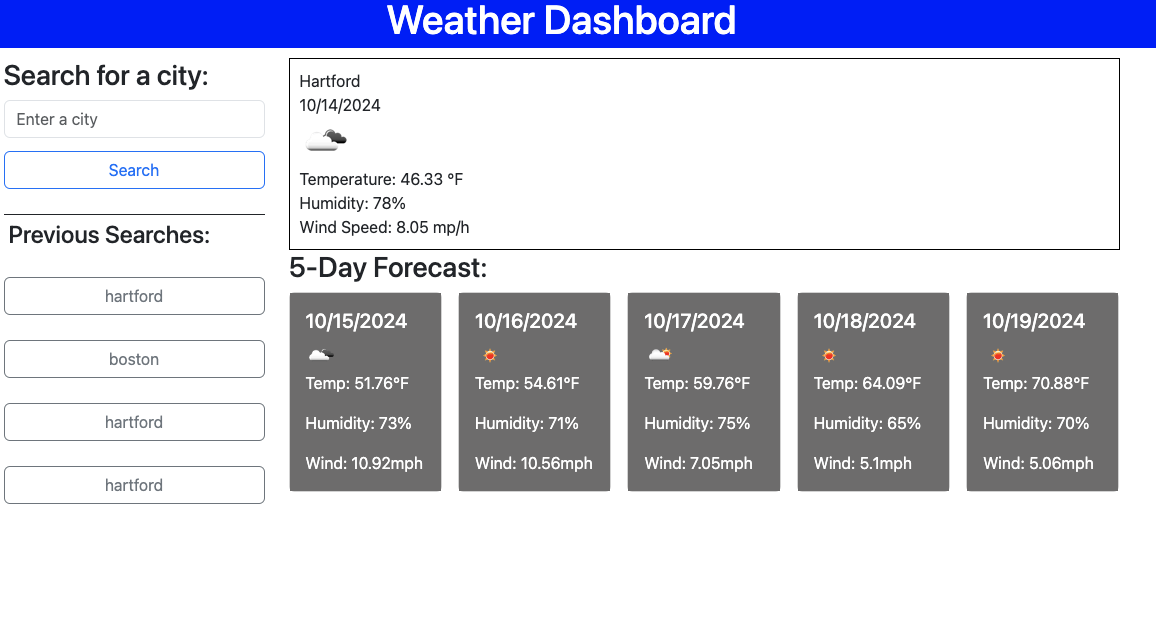 Weather Dashboard
Search for a city:
Enter a city
Search
Previous Searches:
hartford
boston
hartford
hartford
Hartford
10/14/2024
Temperature: 46.33 °F
Humidity: 78%
Wind Speed: 8.05 mp/h
5-Day Forecast:
10/15/2024
Temp: 51.76°F
Humidity: 73%
Wind: 10.92mph
10/16/2024
Temp: 54.61°F
Humidity: 71%
Wind: 10.56mph
10/17/2024
Temp: 59.76°F
Humidity: 75%
Wind: 7.05mph
10/18/2024
Temp: 64.09°F
Humidity: 65%
Wind: 5.1mph
10/19/2024
Temp: 70.88°F
Humidity: 70%
Wind: 5.06mph